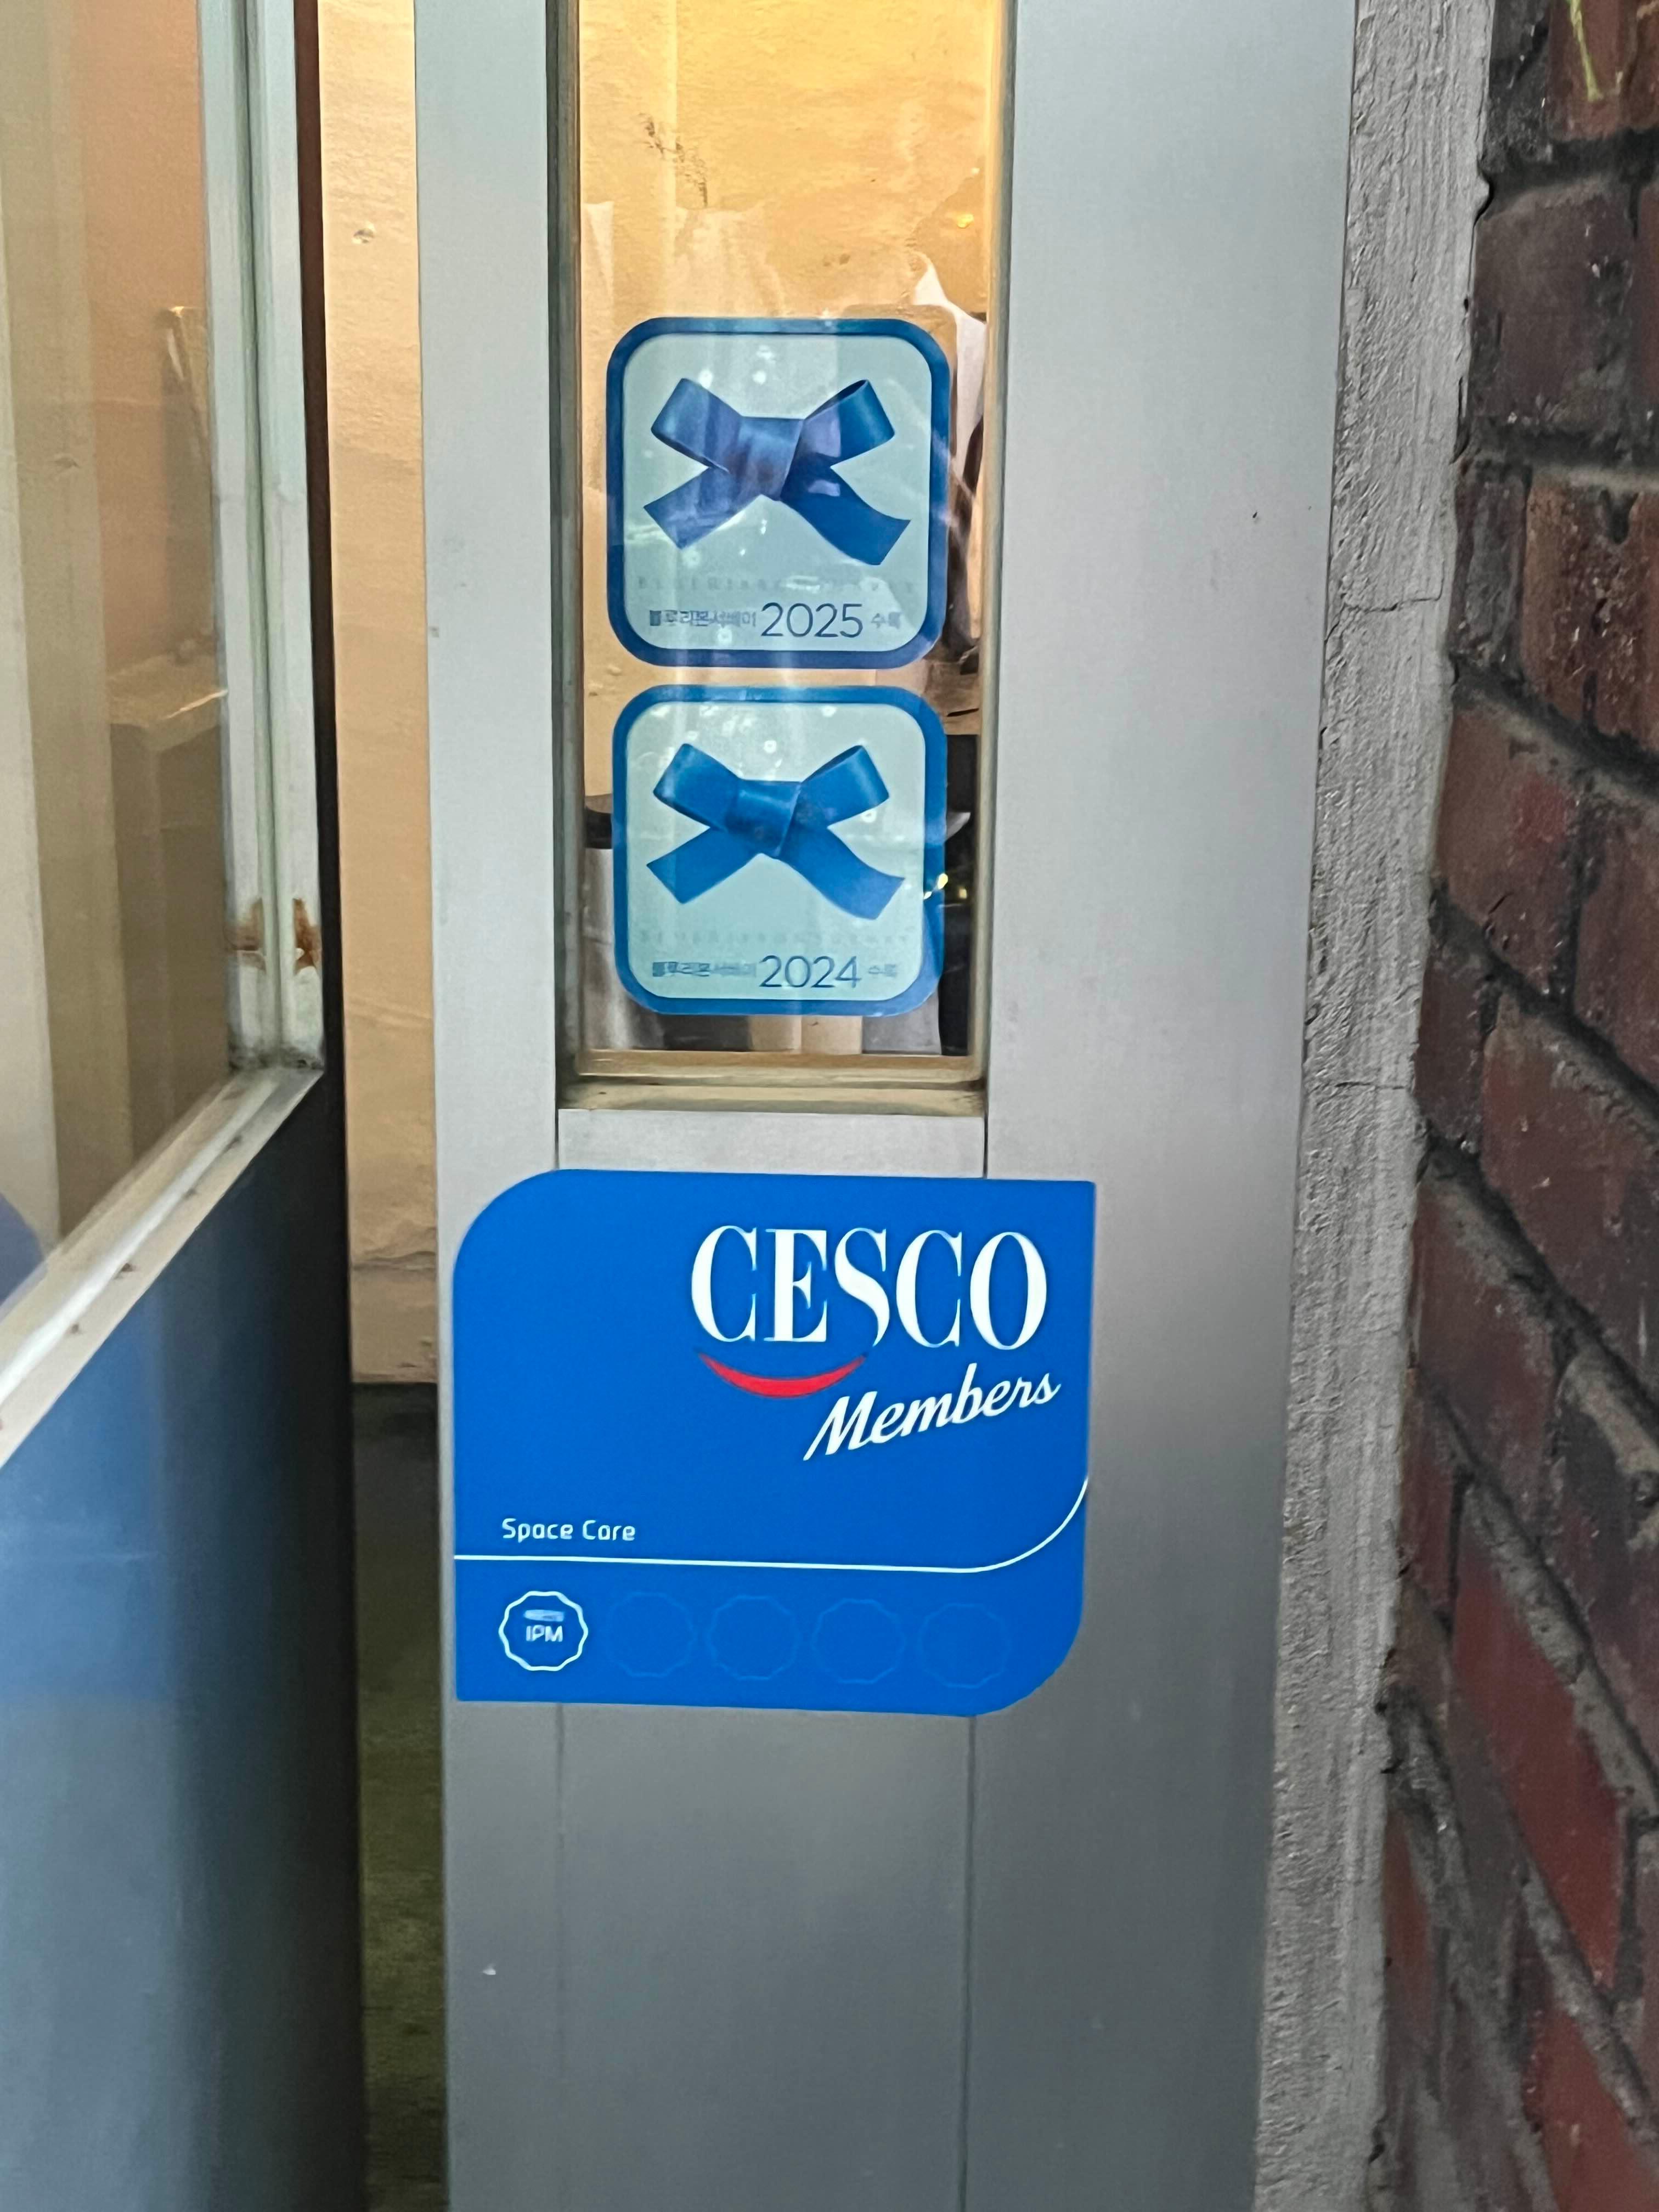 블루리본서베이 2025 수록
블루리본서베이 2024 수록
CESCO
Members
Space Care
IPM